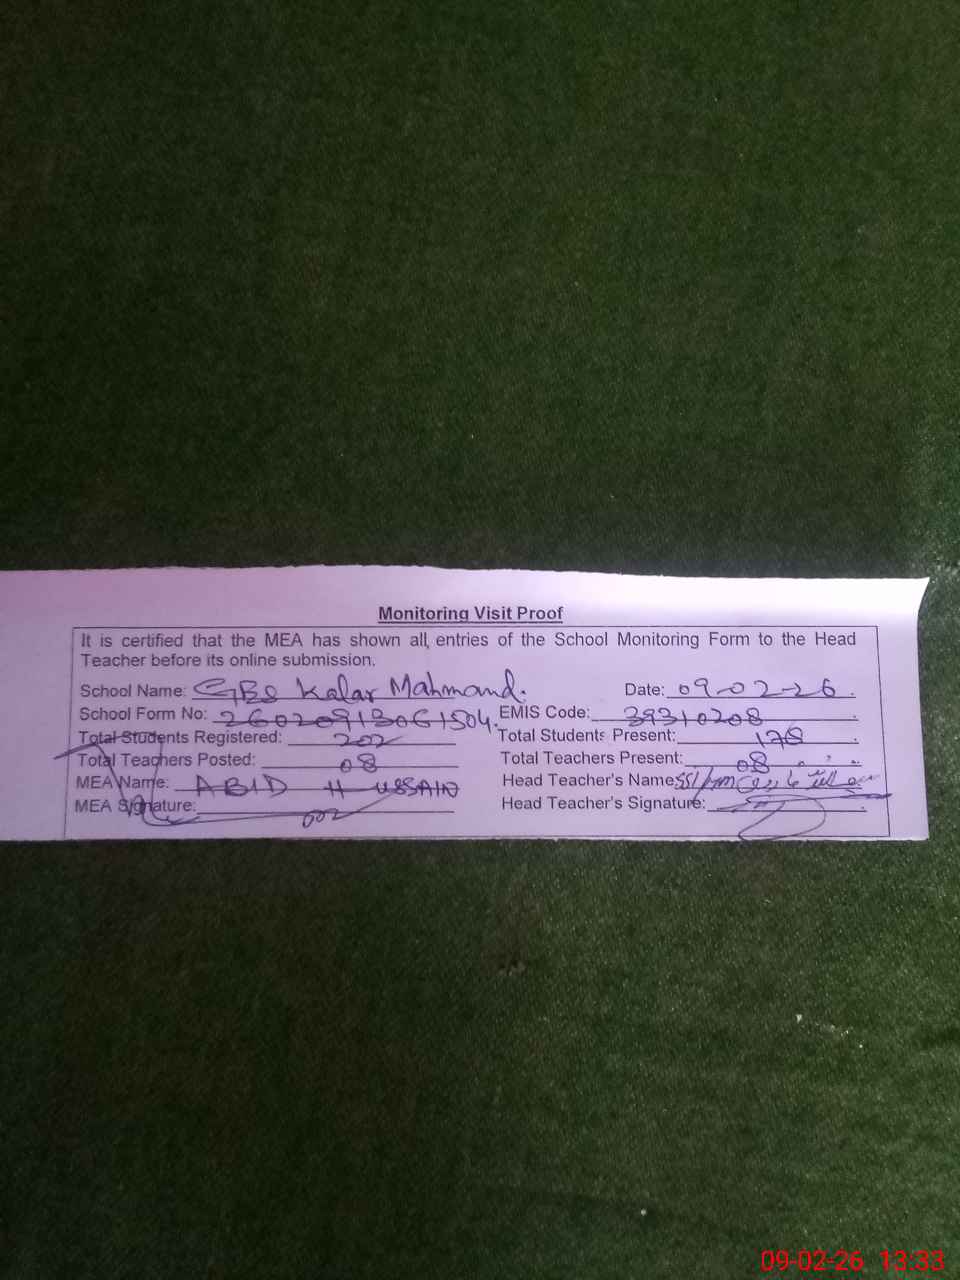 Monitoring Visit Proof
It is certified that the MEA has shown all entries of the School Monitoring Form to the Head
Teacher before its online submission.
School Name: GBS Kalar Mahmand. Date: 09-02-26
School Form No: 26020913061504. EMIS Code: 39310208
Total Students Registered: 202 Total Students Present: 178
Total Teachers Posted: 08 Total Teachers Present: 08
MEA Name: ABID HUSSAIN Head Teacher's Name:
MEA Signature: Head Teacher's Signature:
09-02-26 13:33